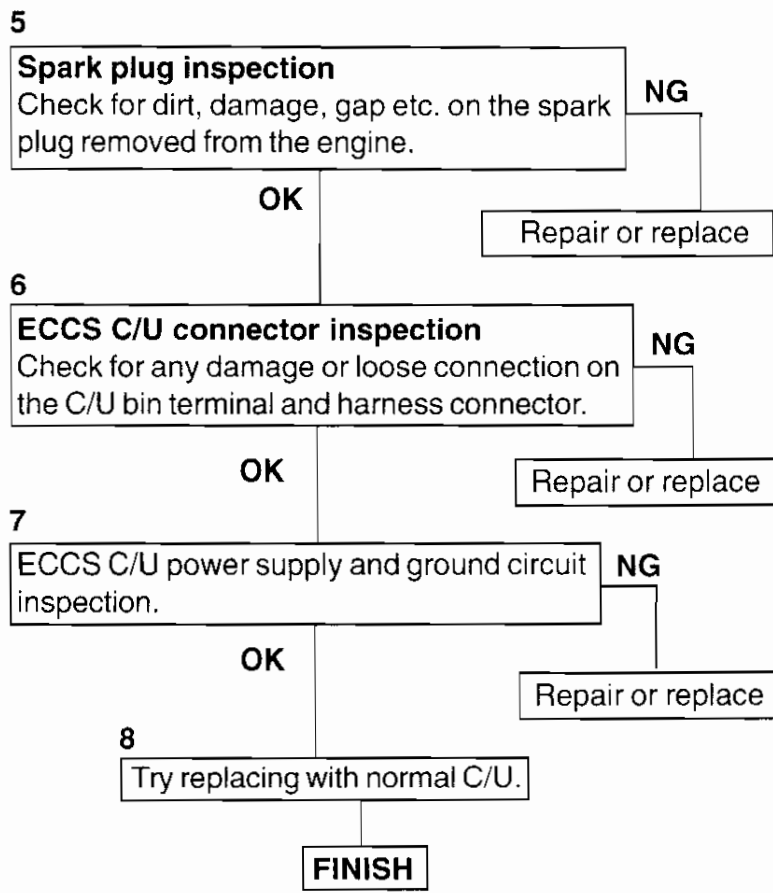 5
Spark plug inspection
Check for dirt, damage, gap etc. on the spark
plug removed from the engine.
NG
OK
Repair or replace
6
ECCS C/U connector inspection
Check for any damage or loose connection on
the C/U bin terminal and harness connector.
NG
OK
Repair or replace
7
ECCS C/U power supply and ground circuit
inspection.
NG
OK
Repair or replace
8
Try replacing with normal C/U.
FINISH